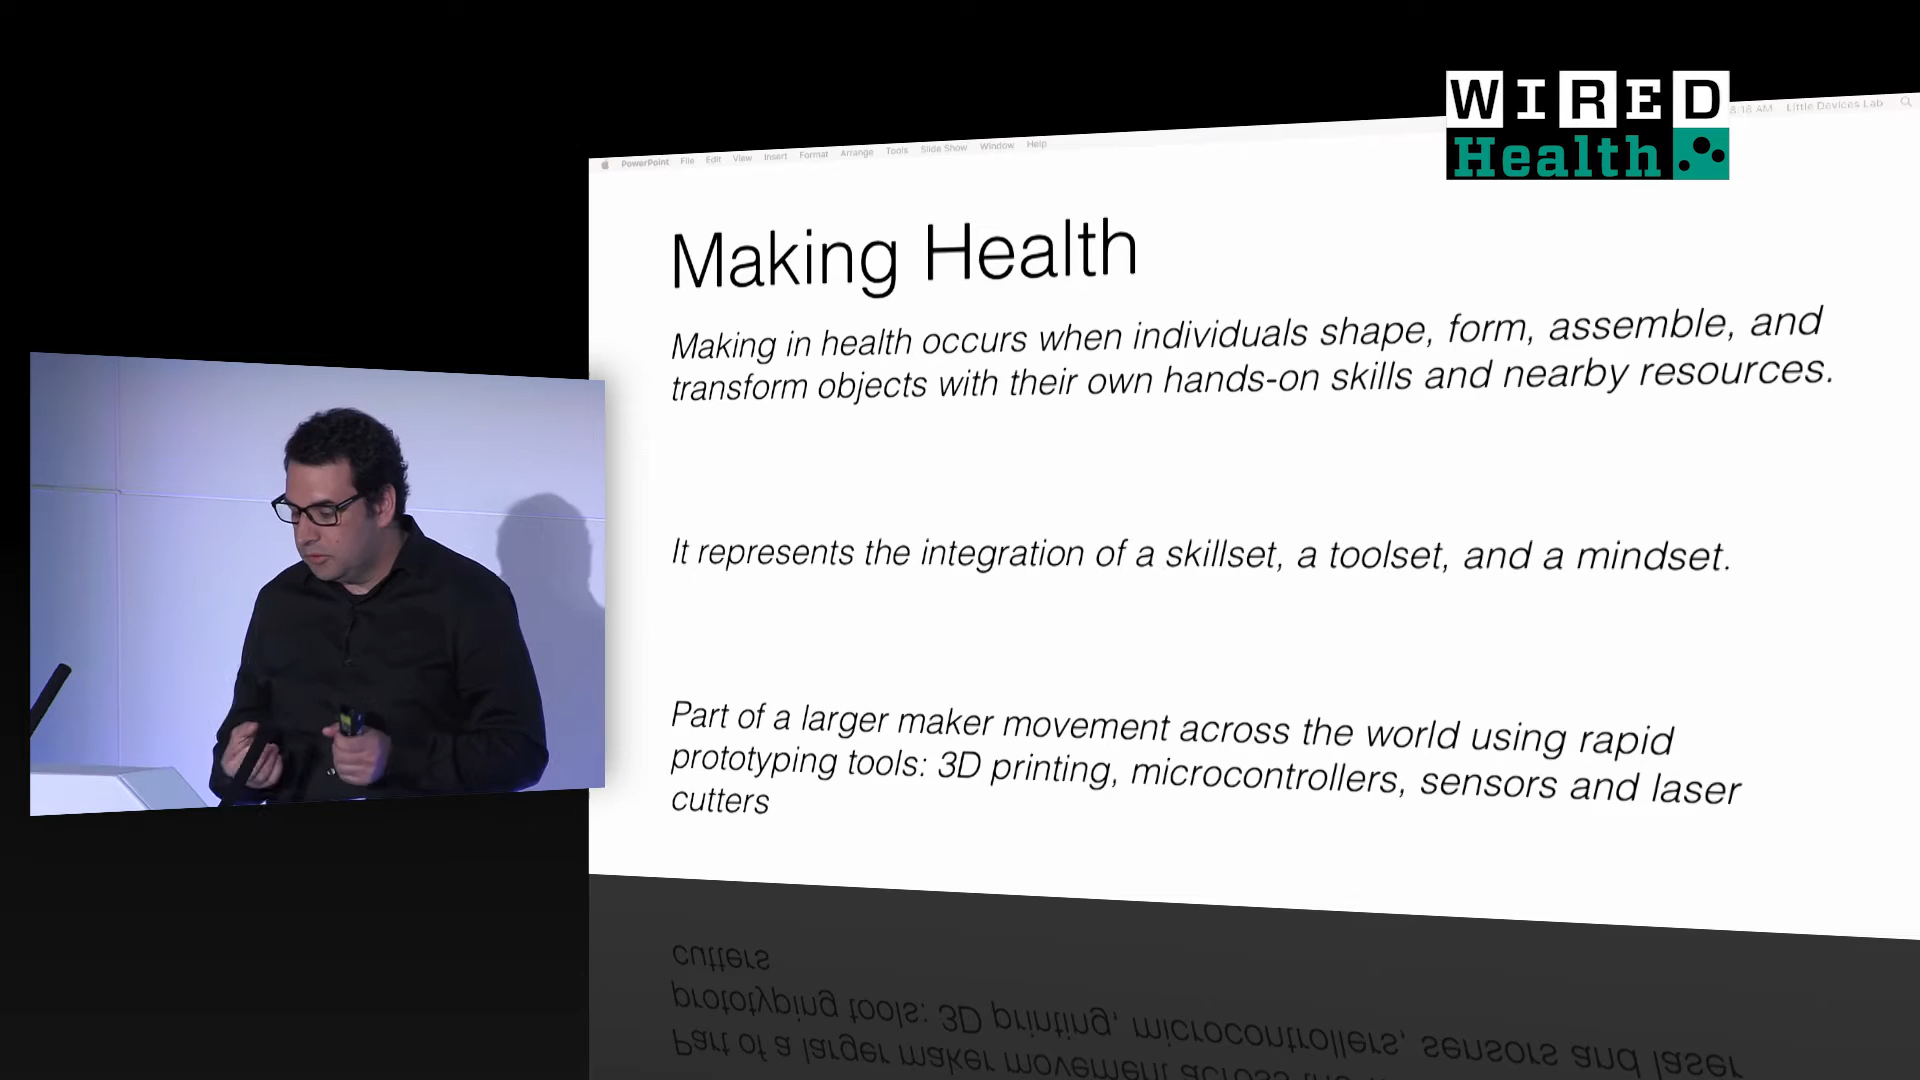 WIRED
Health
PowerPoint File Edit View Insert Format Arrange Tools Slide Show Window Help
8:18 AM Little Devices Lab
Making Health
Making in health occurs when individuals shape, form, assemble, and
transform objects with their own hands-on skills and nearby resources.
It represents the integration of a skillset, a toolset, and a mindset.
Part of a larger maker movement across the world using rapid
prototyping tools: 3D printing, microcontrollers, sensors and laser
cutters